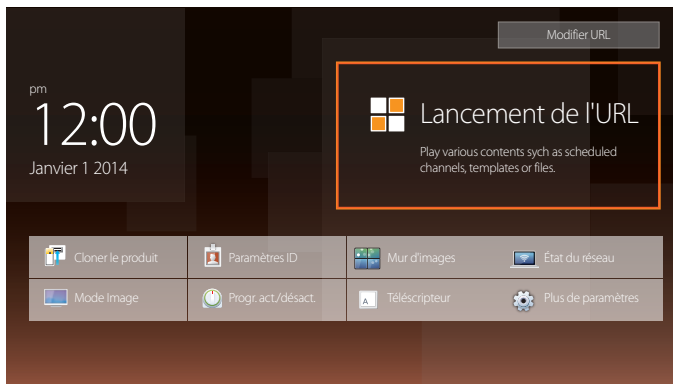 Modifier URL
pm
12:00
Janvier 1 2014
Lancement de l'URL
Play various contents sych as scheduled
channels, templates or files.
Cloner le produit
Paramètres ID
Mur d'images
État du réseau
Mode Image
Progr. act./désact.
A
Téléscripteur
Plus de paramètres